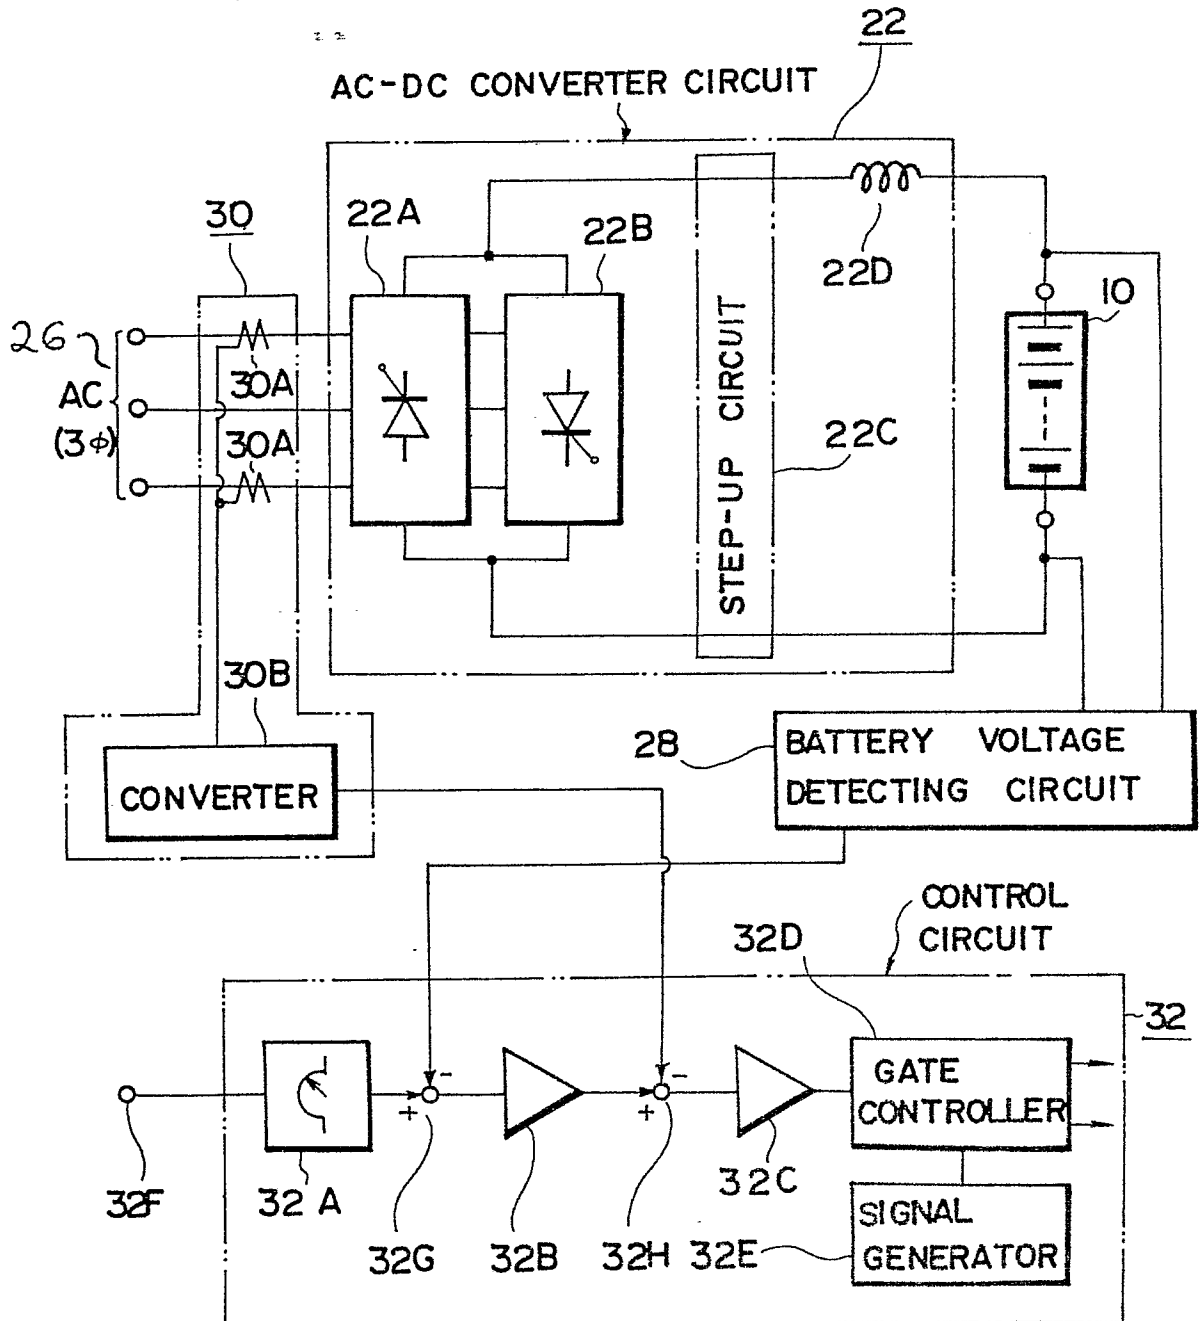 22
AC-DC CONVERTER CIRCUIT
30
22A
22B
22D
10
26
AC
(3ϕ)
30A
30A
STEP-UP CIRCUIT
22C
30B
CONVERTER
28
BATTERY VOLTAGE
DETECTING CIRCUIT
CONTROL
CIRCUIT
32D
32
-
-
+
+
GATE
CONTROLLER
32F
32A
32G
32B
32H
32C
32E
SIGNAL
GENERATOR